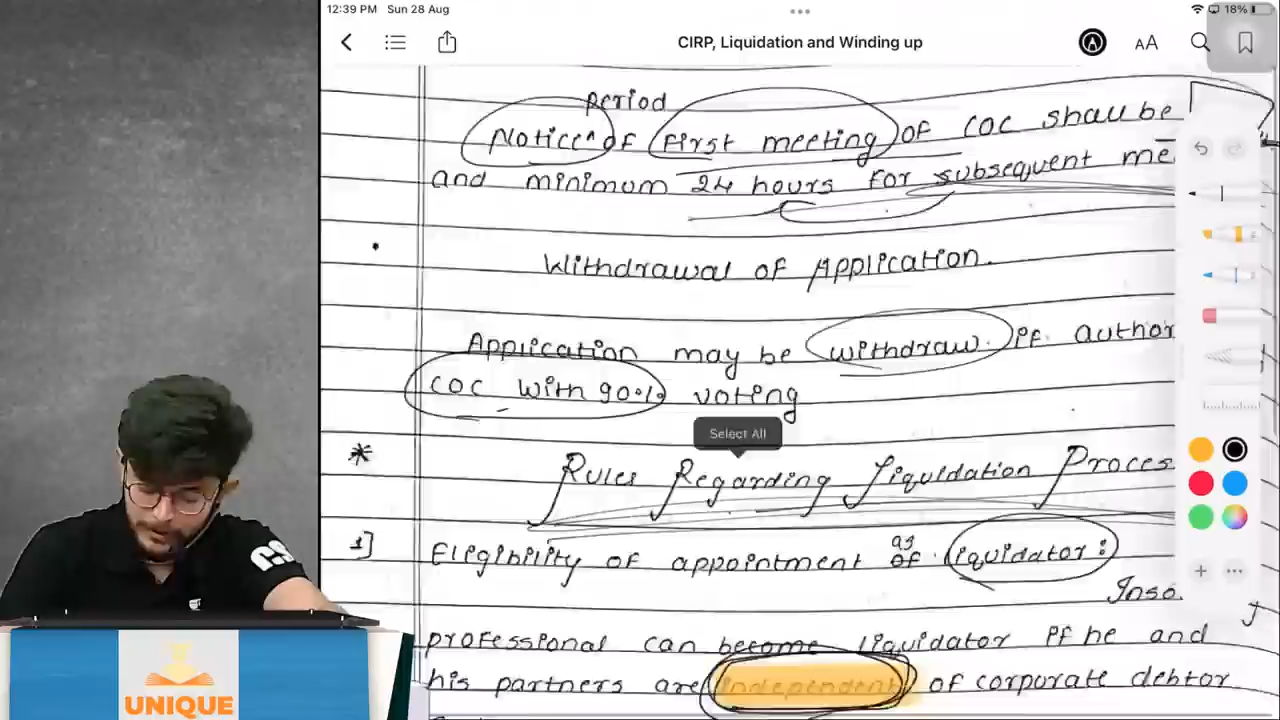 12:39 PM Sun 28 Aug
18%
CIRP, Liquidation and Winding up
AA
period
Notice^ of first meeting of COC shall be
and minimum 24 hours for subsequent me
Withdrawal of Application.
Application may be withdraw. if author
COC with 90% voting
Select All
* Rules Regarding Liquidation Proces
as
1] Eligibility of appointment of liquidator:
Inso
professional can become liquidator if he and
his partners are independent of corporate debtor
CS
UNIQUE